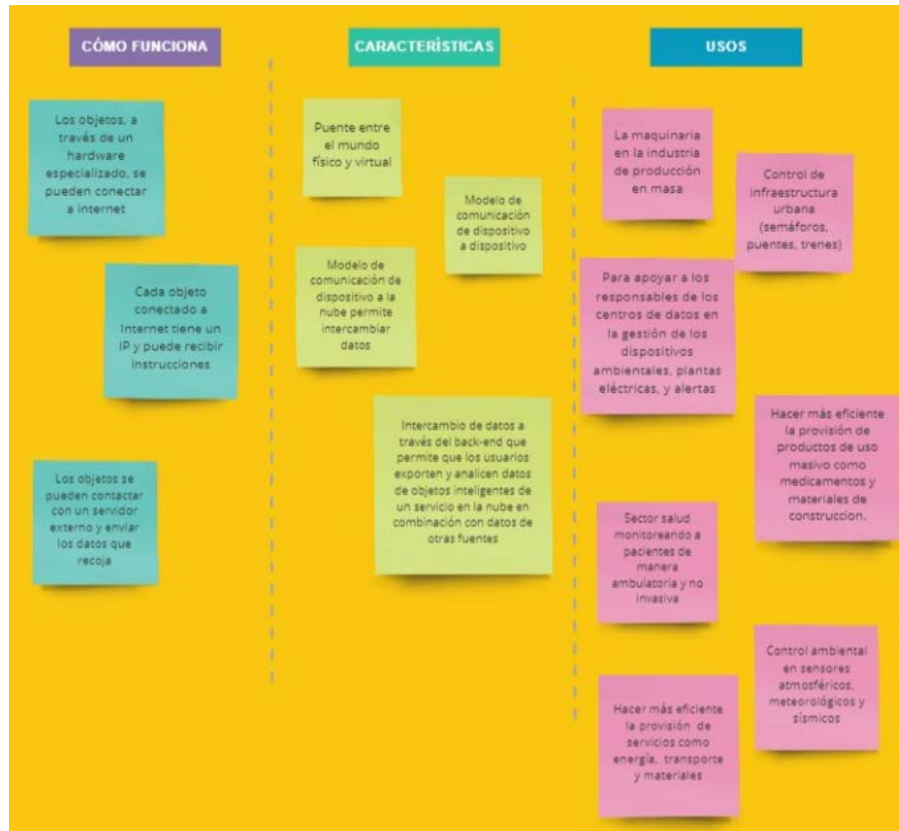 CÓMO FUNCIONA
Los objetos, a
través de un
hardware
especializado, se
pueden conectar
a internet
Cada objeto
conectado a
Internet tiene un
IP y puede recibir
instrucciones
Los objetos se
pueden contactar
con un servidor
externo y enviar
los datos que
recoja
CARACTERÍSTICAS
Puente entre
el mundo
físico y virtual
Modelo de
comunicación
de dispositivo
a dispositivo
Modelo de
comunicación de
dispositivo a la
nube permite
intercambiar
datos
Intercambio de datos a
través del back-end que
permite que los usuarios
exporten y analicen datos
de objetos inteligentes de
un servicio en la nube en
combinación con datos de
otras fuentes
USOS
La maquinaria
en la industria
de producción
en masa
Control de
infraestructura
urbana
(semáforos,
puentes, trenes)
Para apoyar a los
responsables de los
centros de datos en
la gestión de los
dispositivos
ambientales, plantas
eléctricas, y alertas
Hacer más eficiente
la provisión de
productos de uso
masivo como
medicamentos y
materiales de
construccion.
Sector salud
monitoreando a
pacientes de
manera
ambulatoria y no
invasiva
Control ambiental
en sensores
atmosféricos,
meteorológicos y
sísmicos
Hacer más eficiente
la provisión de
servicios como
energía, transporte
y materiales